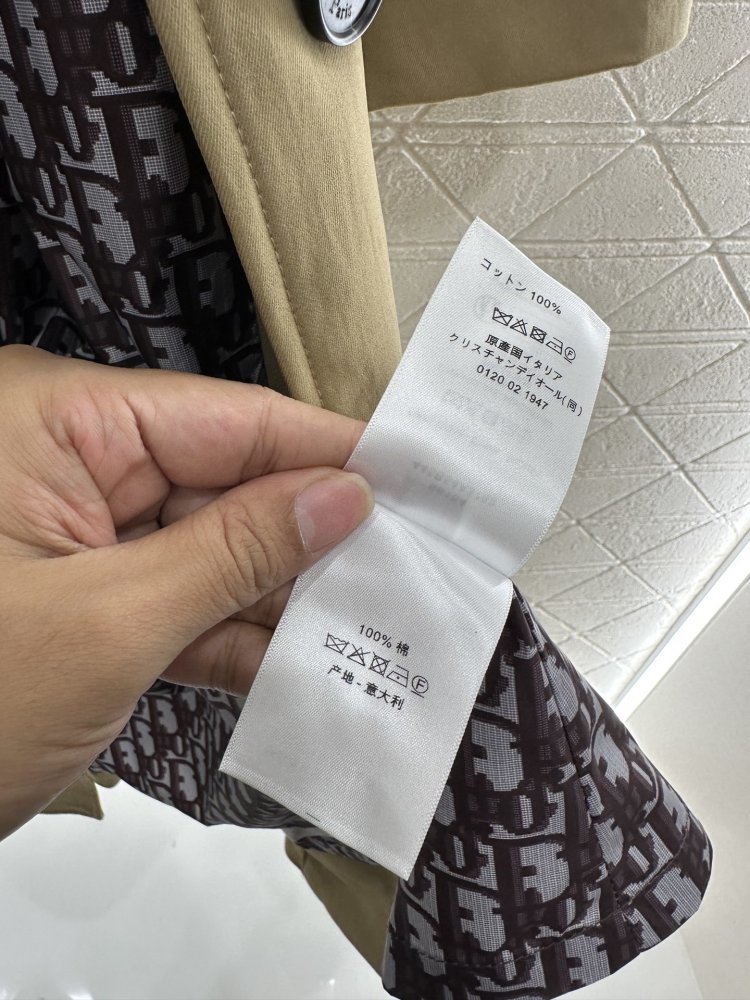 Paris
コットン 100%
F
原産国イタリア
クリスチャンディオール(同)
0120 02 1947
100% 棉
F
产地 - 意大利